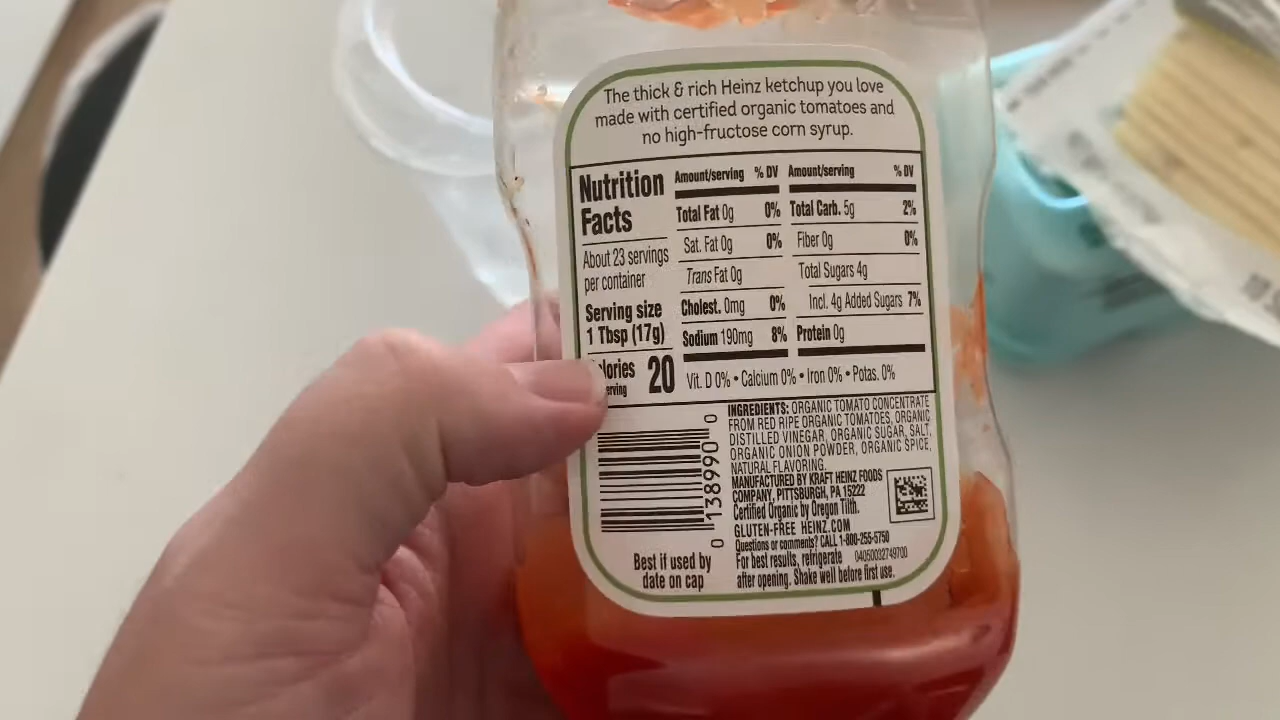 The thick & rich Heinz ketchup you love
made with certified organic tomatoes and
no high-fructose corn syrup.
Nutrition
Facts
About 23 servings
per container
Serving size
1 Tbsp (17g)
20
Amount/serving % DV
Total Fat 0g 0%
Sat. Fat 0g 0%
Trans Fat 0g
Cholest. 0mg 0%
Sodium 190mg 8%
Amount/serving % DV
Total Carb. 5g 2%
Fiber 0g 0%
Total Sugars 4g
Incl. 4g Added Sugars 7%
Protein 0g
Vit. D 0% • Calcium 0% • Iron 0% • Potas. 0%
INGREDIENTS: ORGANIC TOMATO CONCENTRATE
FROM RED RIPE ORGANIC TOMATOES, ORGANIC
DISTILLED VINEGAR, ORGANIC SUGAR, SALT,
ORGANIC ONION POWDER, ORGANIC SPICE,
NATURAL FLAVORING.
MANUFACTURED BY KRAFT HEINZ FOODS
COMPANY, PITTSBURGH, PA 15222
Certified Organic by Oregon Tilth.
GLUTEN-FREE HEINZ.COM
Questions or comments? CALL 1-800-255-5750
For best results, refrigerate 04050032749700
after opening. Shake well before first use.
0 138990 0
Best if used by
date on cap